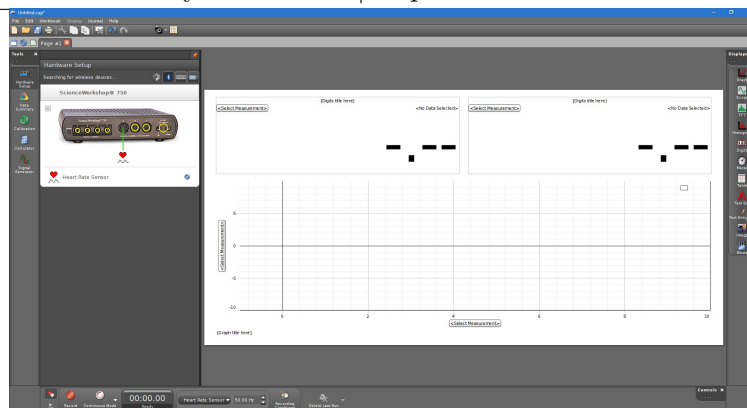 Untitled.cap*
File Edit Workbook Display Journal Help
Page #1
Tools
Hardware Setup
Displays
Searching for wireless devices...
ScienceWorkshop® 750
Hardware
Setup
Data
Summary
Calibration
Calculator
Signal
Generator
Heart Rate Sensor
[Digits title here]
<Select Measurement>
<No Data Selected>
[Digits title here]
<Select Measurement>
<No Data Selected>
5
0
-5
-10
<Select Measurement>
0 2 4 6 8 10
<Select Measurement>
[Graph title here]
FFT
Record
Continuous Mode
00:00.00
Ready
Heart Rate Sensor
50.00 Hz
Recording
Conditions
Delete Last Run
Controls